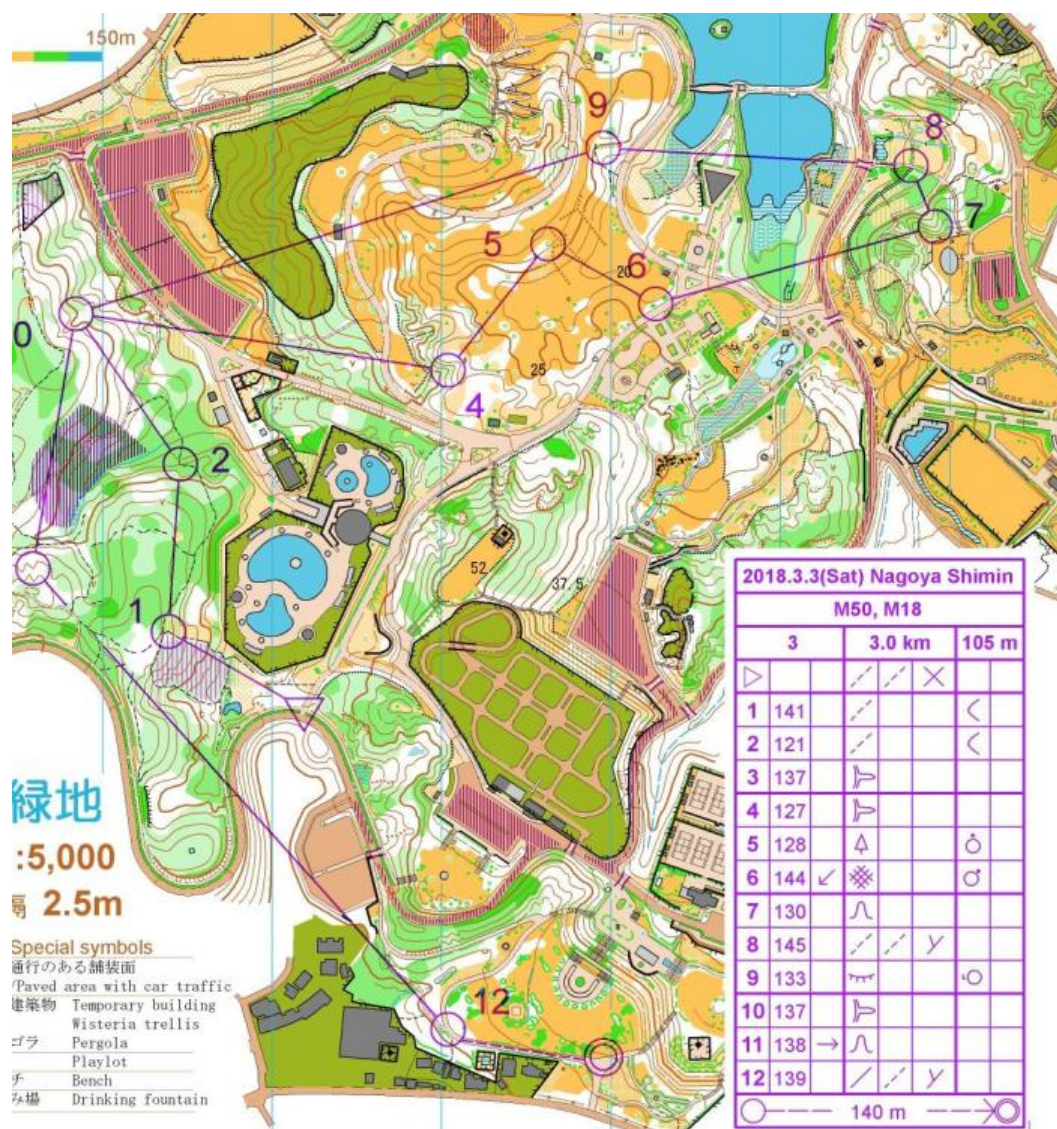 150m
9
8
7
5
6
20
0
25
4
2
52
37.5
1
緑地
:5,000
隔 2.5m
Special symbols
通行のある舗装面
/Paved area with car traffic
建築物 Temporary building
Wisteria trellis
ゴラ Pergola
Playlot
チ Bench
み場 Drinking fountain
12
2018.3.3(Sat) Nagoya Shimin
M50, M18
3 3.0 km 105 m
1 141
2 121
3 137
4 127
5 128
6 144
7 130
8 145
9 133
10 137
11 138
12 139
140 m